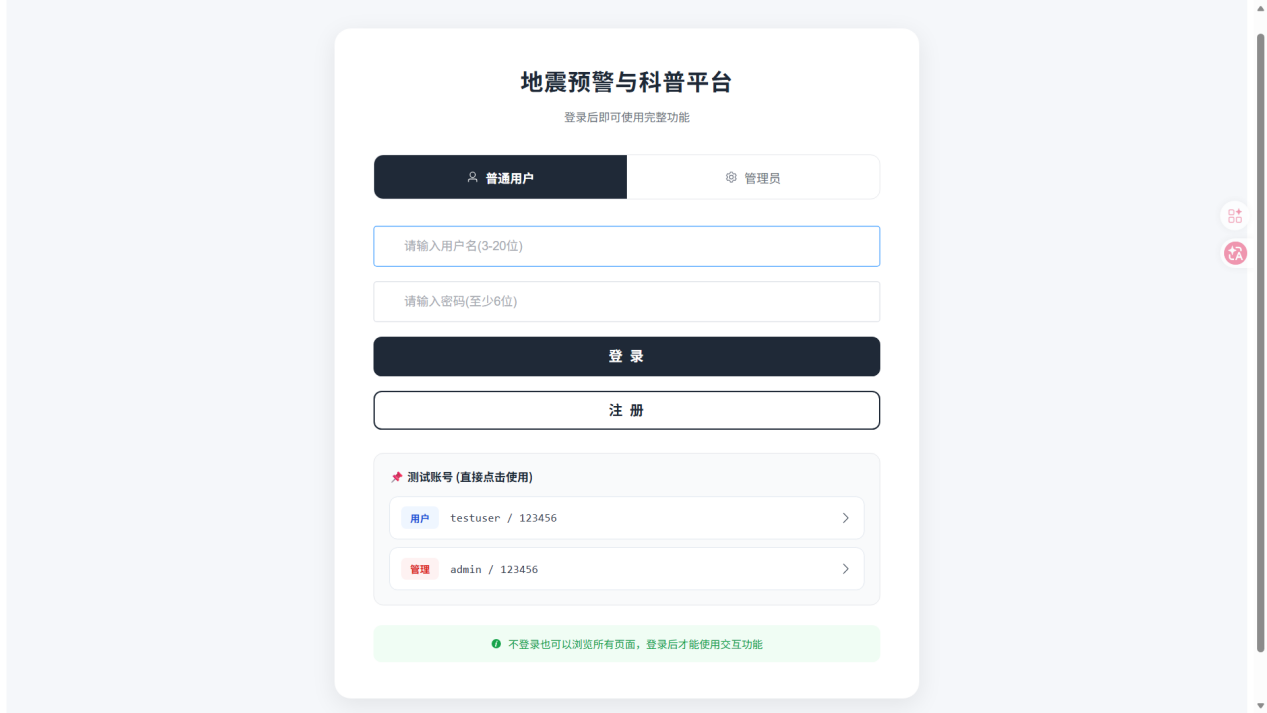 地震预警与科普平台
登录后即可使用完整功能
普通用户
管理员
请输入用户名(3-20位)
请输入密码(至少6位)
登 录
注 册
测试账号 (直接点击使用)
用户 testuser / 123456
管理 admin / 123456
不登录也可以浏览所有页面，登录后才能使用交互功能